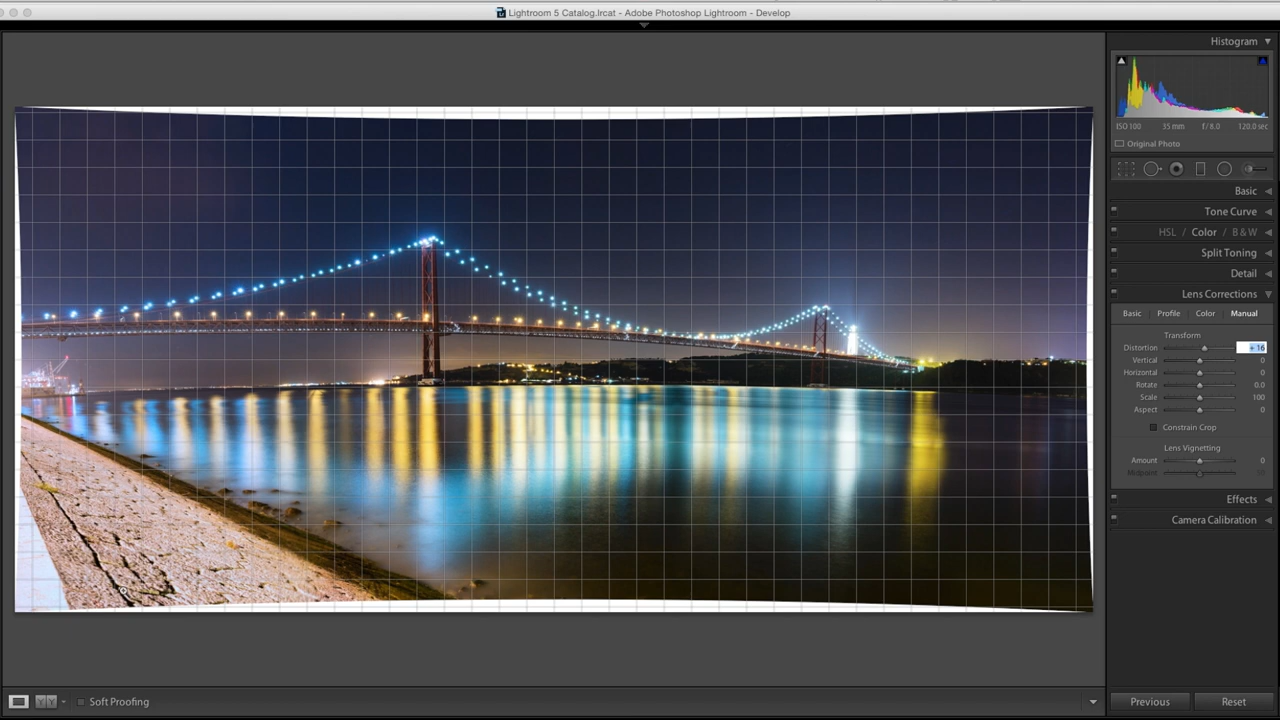 Lightroom 5 Catalog.lrcat - Adobe Photoshop Lightroom - Develop
Histogram
ISO 100 35 mm f / 8.0 120.0 sec
Original Photo
Basic
Tone Curve
HSL / Color / B & W
Split Toning
Detail
Lens Corrections
Basic Profile Color Manual
Transform
Distortion + 16
Vertical 0
Horizontal 0
Rotate 0.0
Scale 100
Aspect 0
Constrain Crop
Lens Vignetting
Amount 0
Midpoint
Effects
Camera Calibration
Y Y
Soft Proofing
Previous Reset